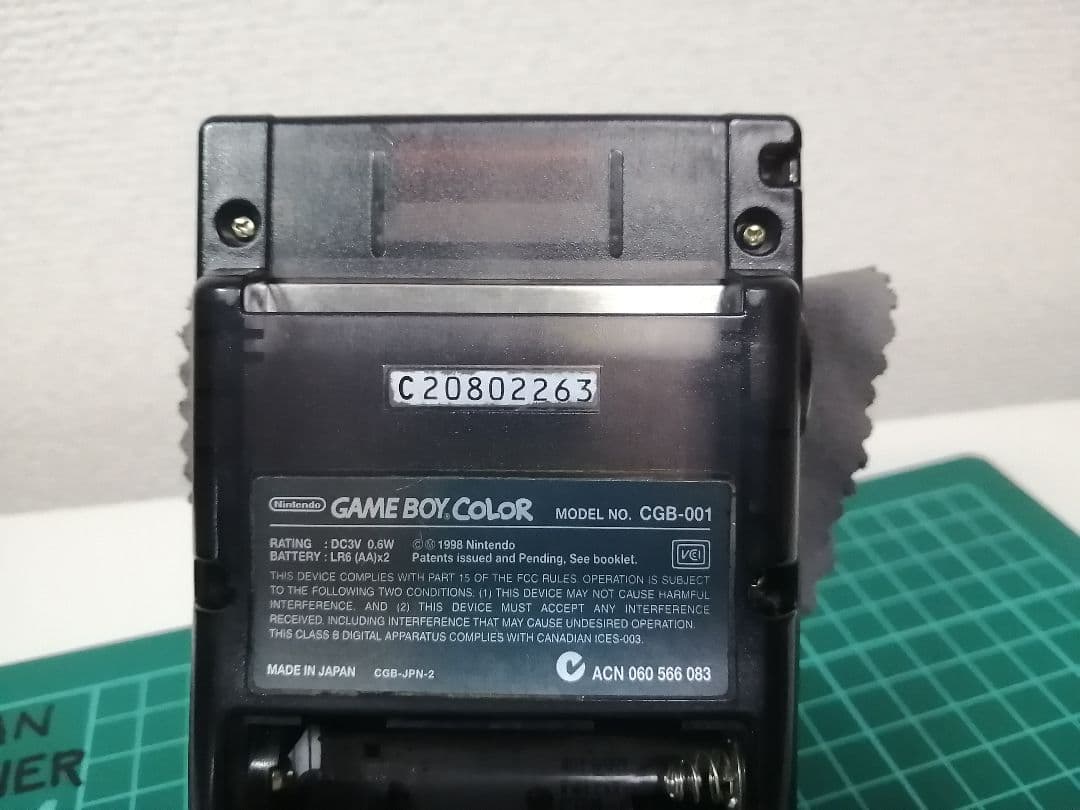 C20802263
Nintendo GAME BOY COLOR MODEL NO. CGB-001
RATING : DC3V 0.6W ©Ⓜ1998 Nintendo
BATTERY : LR6 (AA)x2 Patents issued and Pending, See booklet.
VCI
THIS DEVICE COMPLIES WITH PART 15 OF THE FCC RULES. OPERATION IS SUBJECT
TO THE FOLLOWING TWO CONDITIONS. (1) THIS DEVICE MAY NOT CAUSE HARMFUL
INTERFERENCE. AND (2) THIS DEVICE MUST ACCEPT ANY INTERFERENCE
RECEIVED, INCLUDING INTERFERENCE THAT MAY CAUSE UNDESIRED OPERATION.
THIS CLASS B DIGITAL APPARATUS COMPLIES WITH CANADIAN ICES-003.
MADE IN JAPAN CGB-JPN-2 ACN 060 566 083